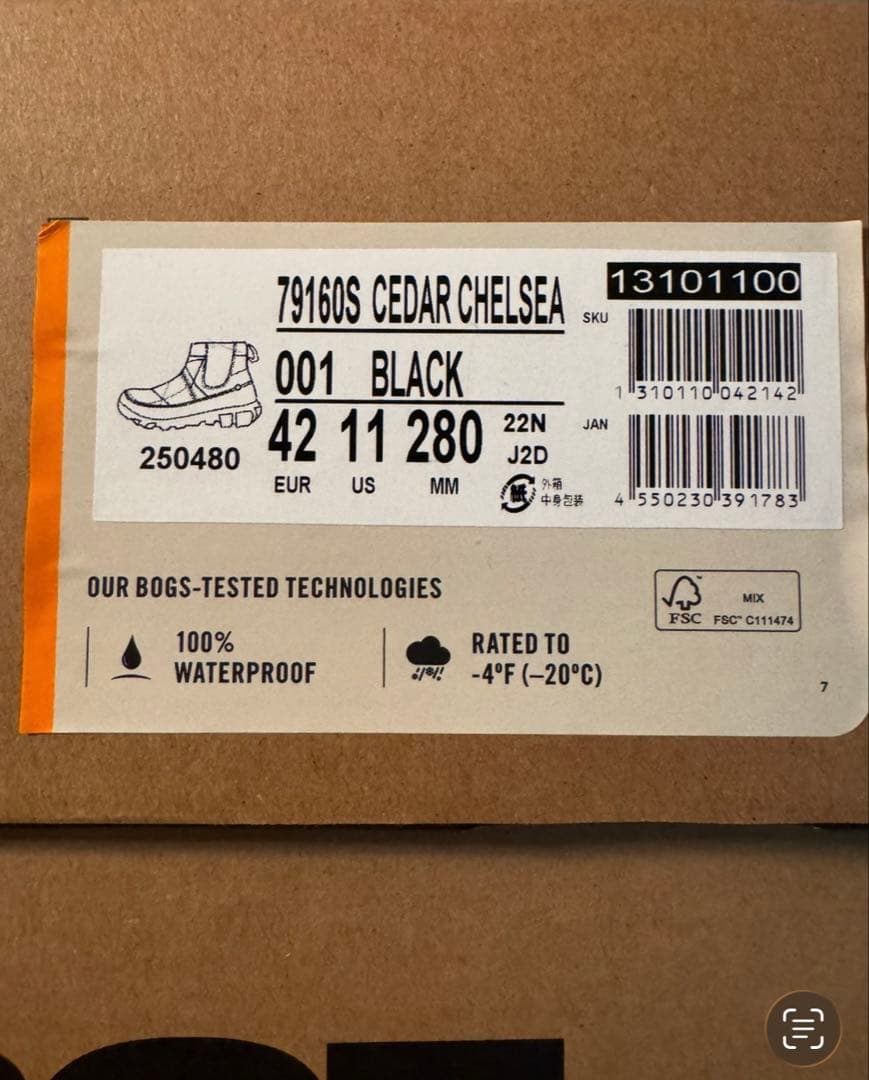 79160S CEDAR CHELSEA
13101100
SKU
1 310110 042142
001 BLACK
42 11 280
EUR US MM
22N
J2D
JAN
4 550230 391783
250480
紙
外箱
中身包装
OUR BOGS-TESTED TECHNOLOGIES
100%
WATERPROOF
RATED TO
-4°F (–20°C)
FSC
MIX
FSC™ C111474
7